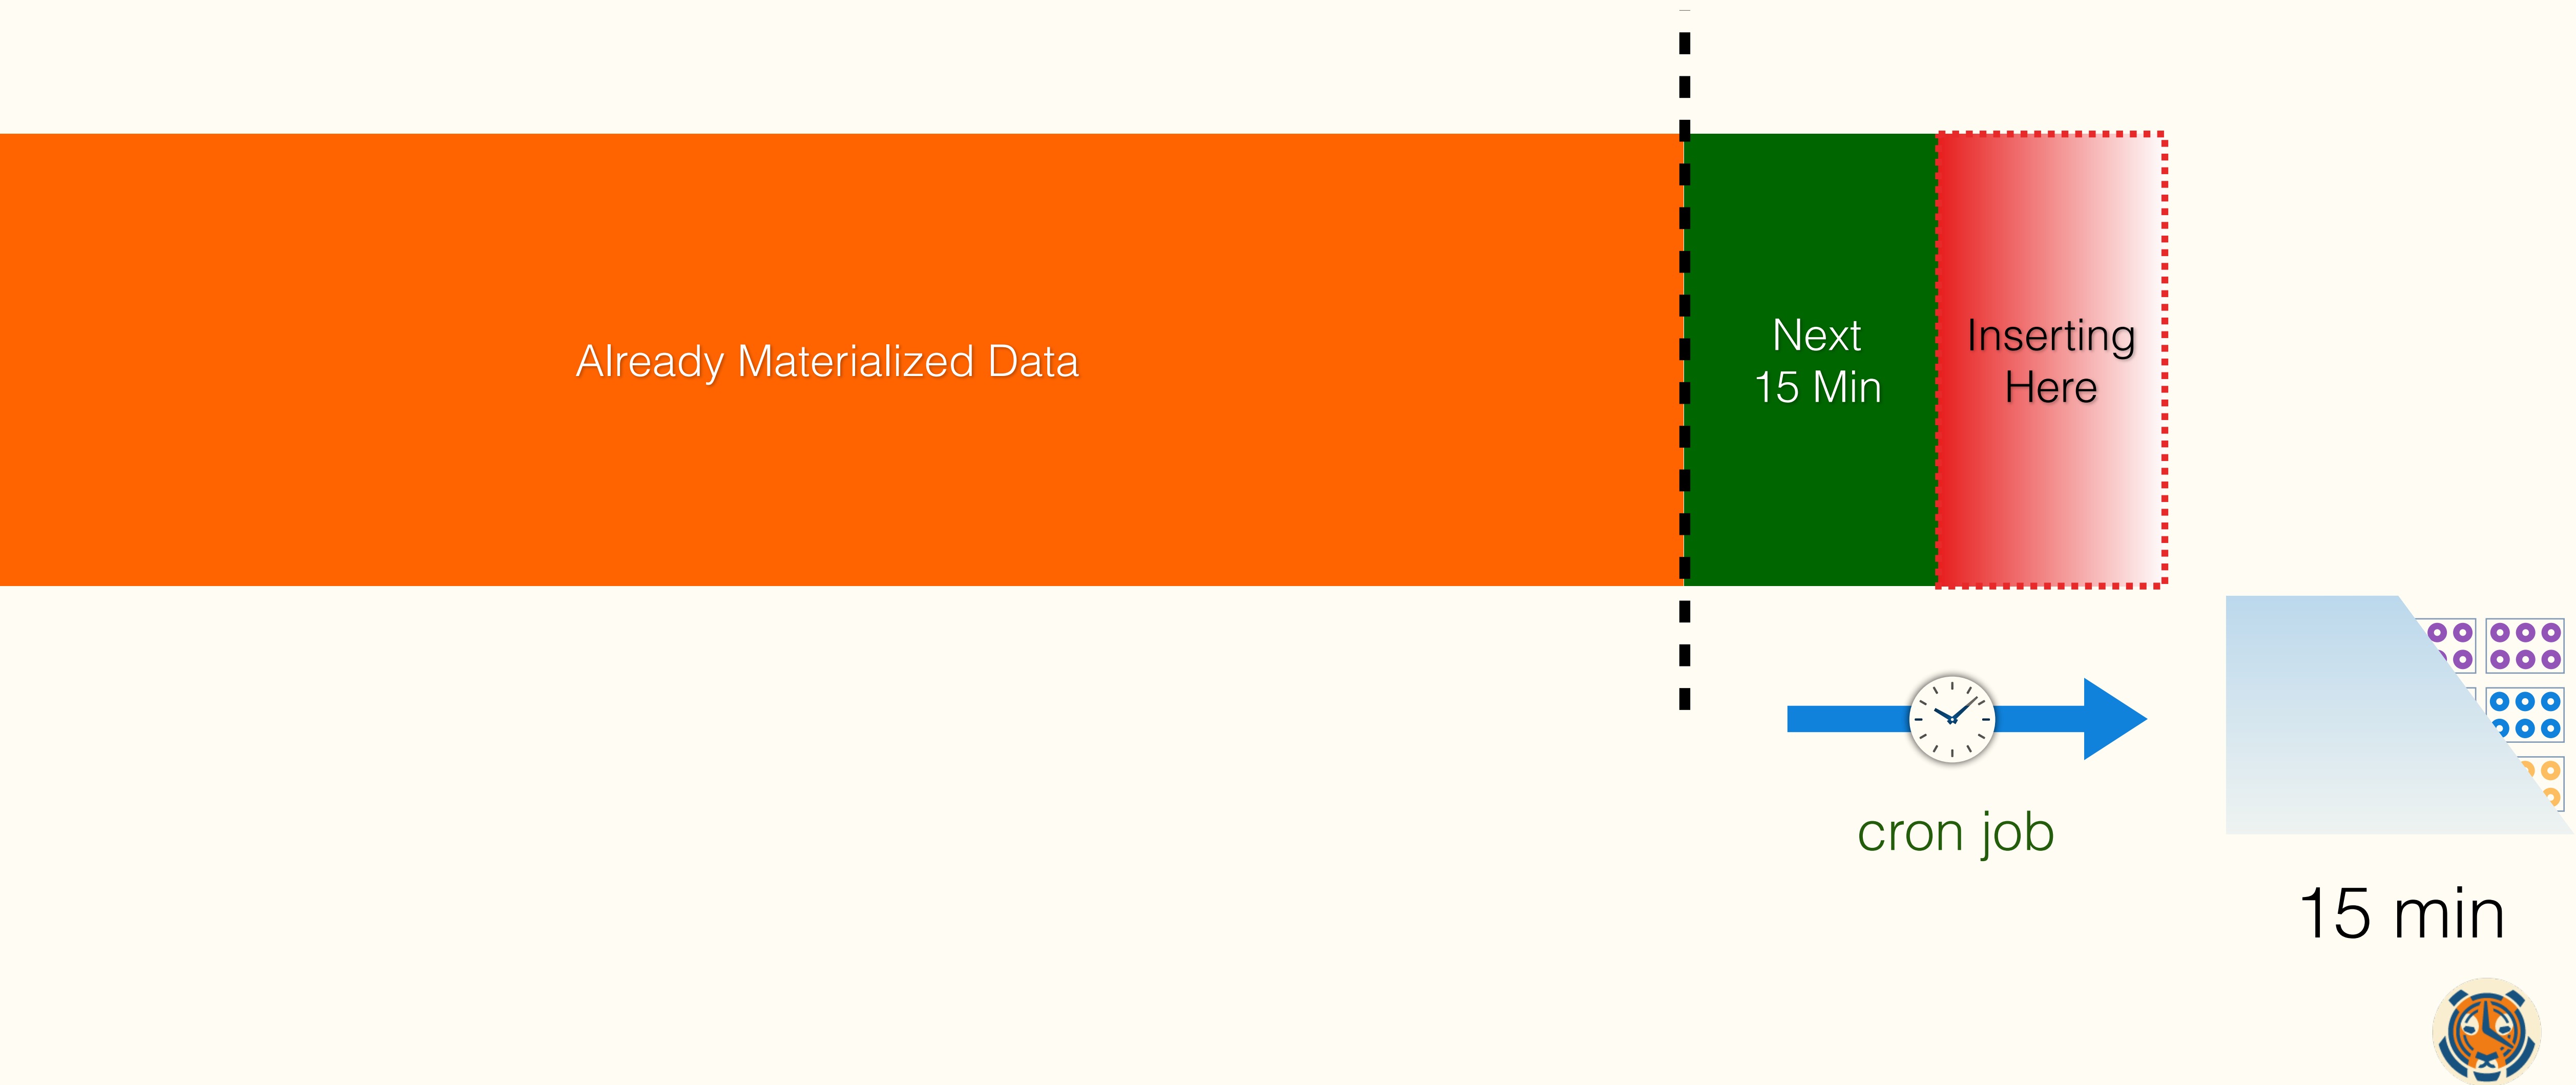 Already Materialized Data
Next
15 Min
Inserting
Here
cron job
15 min